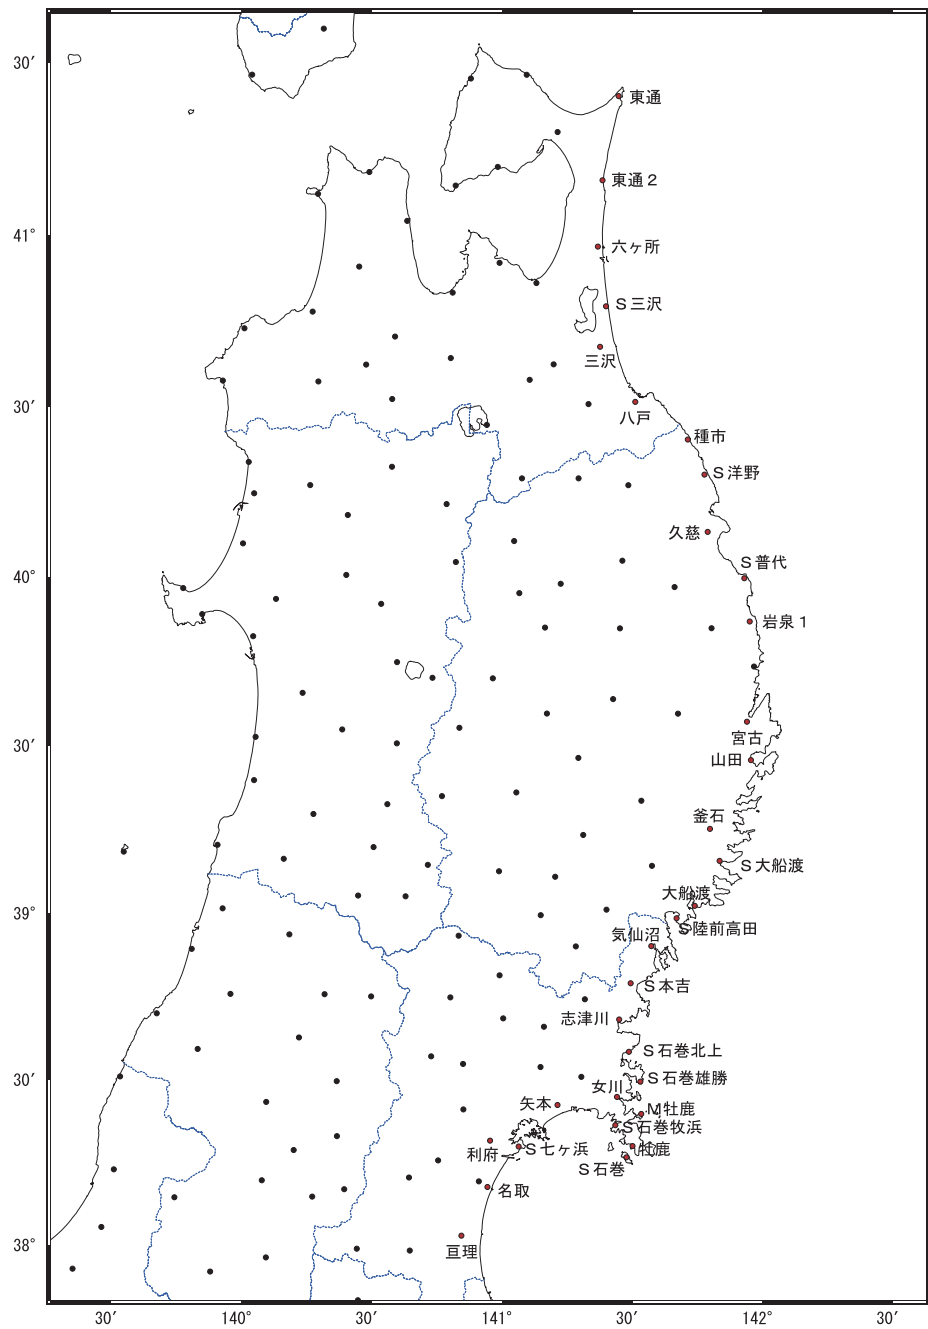 30′
東通
東通２
41°
六ヶ所
Ｓ三沢
三沢
30′
八戸
種市
Ｓ洋野
久慈
Ｓ普代
40°
岩泉１
宮古
30′
山田
釜石
Ｓ大船渡
大船渡
39°
Ｓ陸前高田
気仙沼
Ｓ本吉
志津川
Ｓ石巻北上
30′
Ｓ石巻雄勝
女川
矢本
Ｍ牡鹿
Ｓ石巻牧浜
利府
Ｓ七ヶ浜
牡鹿
Ｓ石巻
名取
38°
亘理
30′ 140° 30′ 141° 30′ 142° 30′